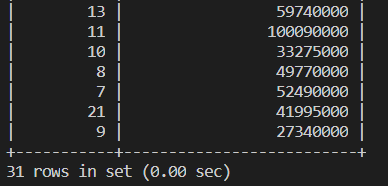 |        13 |                 59740000 |
|        11 |                100090000 |
|        10 |                 33275000 |
|         8 |                 49770000 |
|         7 |                 52490000 |
|        21 |                 41995000 |
|         9 |                 27340000 |
+-----------+--------------------------+
31 rows in set (0.00 sec)